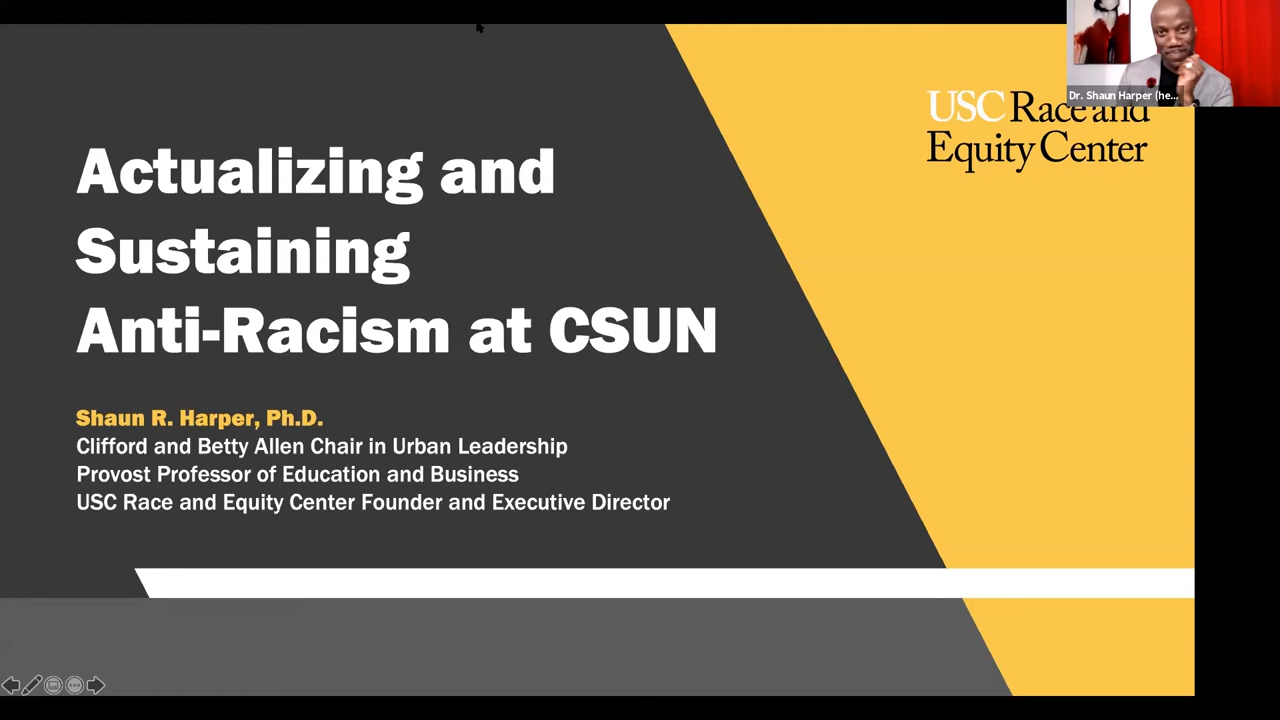 Dr. Shaun Harper (he...
USC Race and
Equity Center
Actualizing and
Sustaining
Anti-Racism at CSUN
Shaun R. Harper, Ph.D.
Clifford and Betty Allen Chair in Urban Leadership
Provost Professor of Education and Business
USC Race and Equity Center Founder and Executive Director